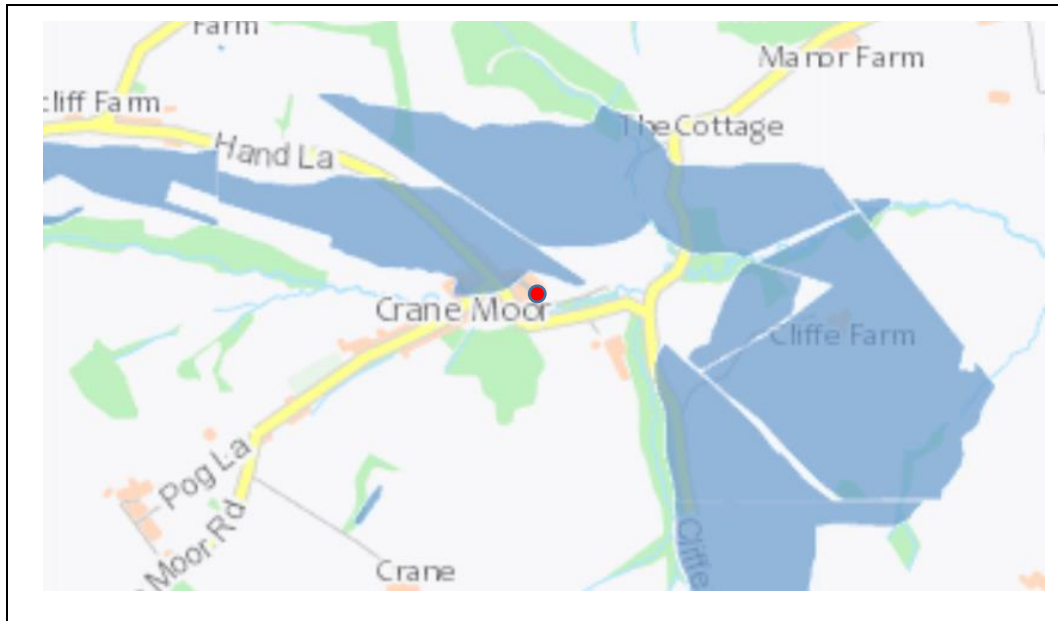 Farm
Manor Farm
cliff Farm
The Cottage
Hand La
Crane Moor
Cliffe Farm
Pog La
Moor Rd
Cliffe
Crane